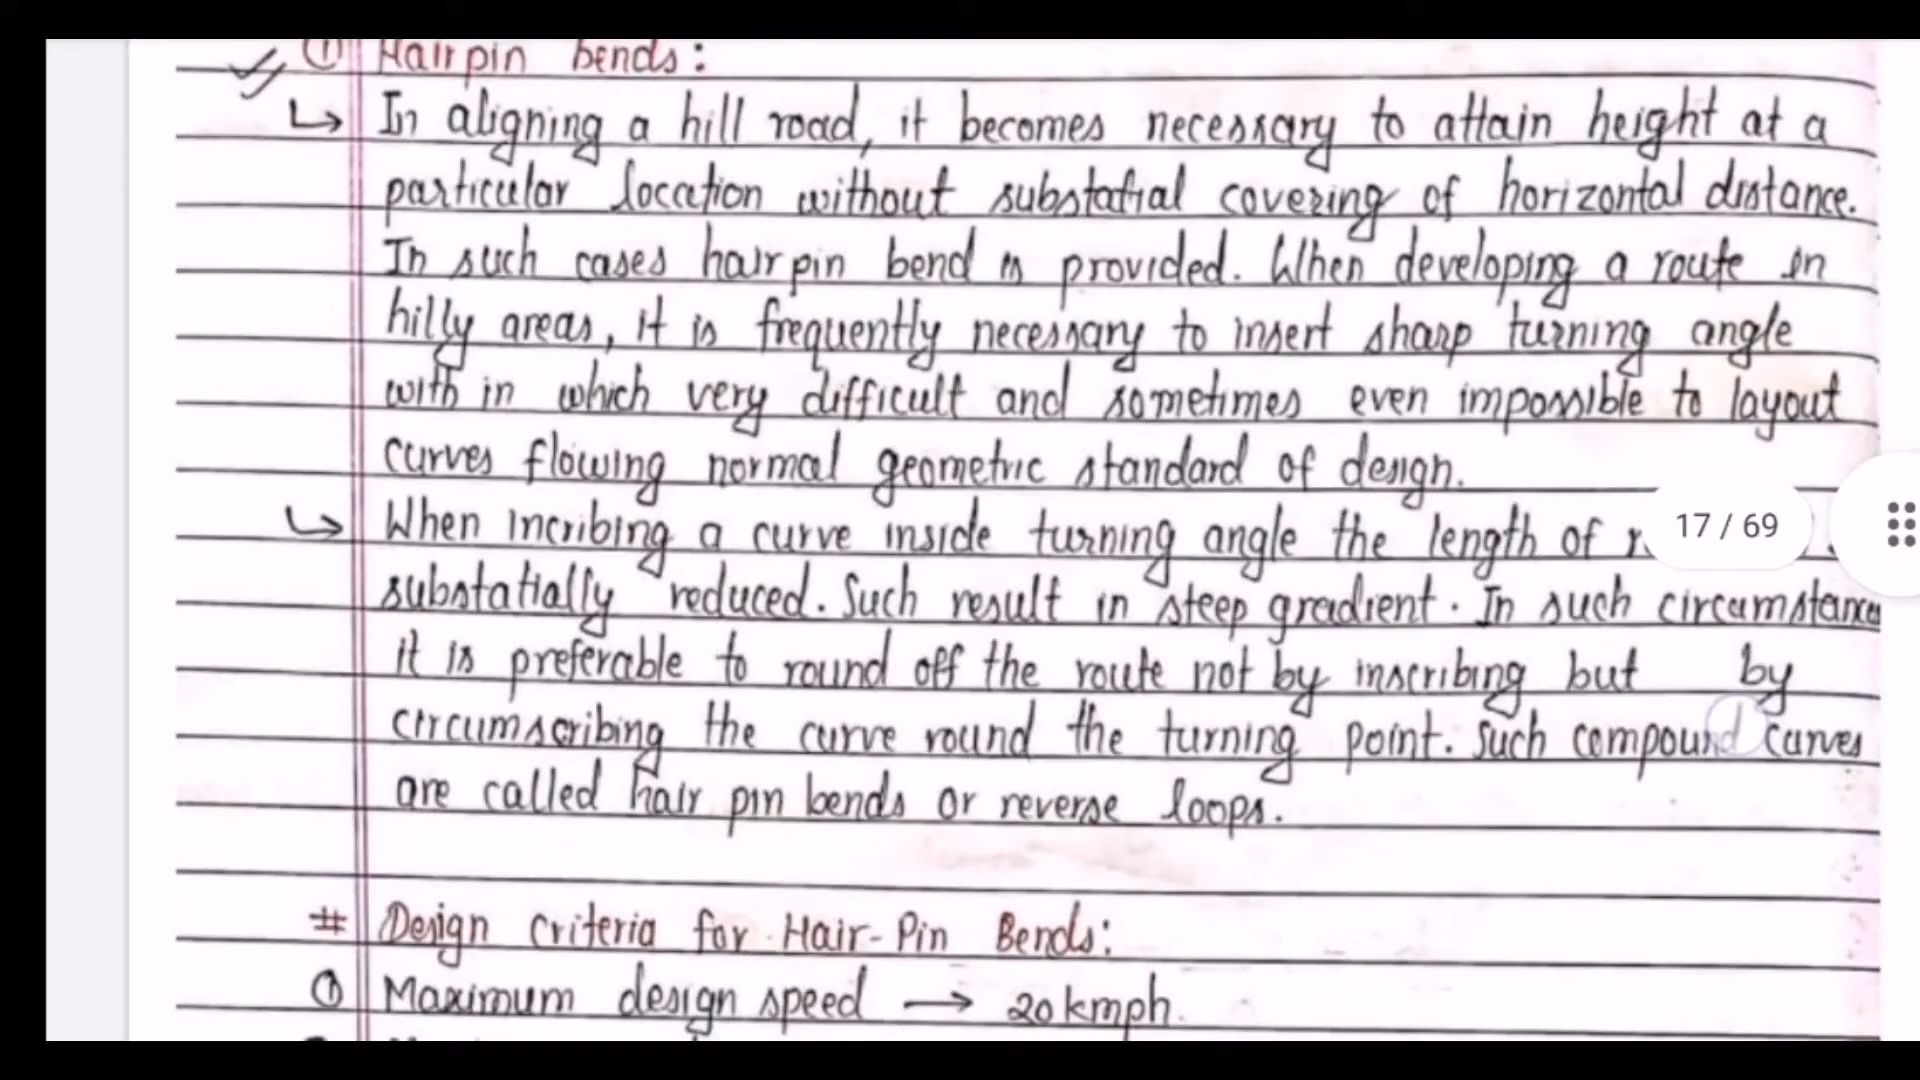 ① Hairpin bends:
↳ In aligning a hill road, it becomes necessary to attain height at a
particular location without substatial covering of horizontal distance.
In such cases hairpin bend is provided. When developing a route in
hilly areas, it is frequently necessary to insert sharp turning angle
with in which very difficult and sometimes even impossible to layout
curves flowing normal geometric standard of design.
↳ When incribing a curve inside turning angle the length of
17 / 69
substatially reduced. Such result in steep gradient. In such circumstance
it is preferable to round off the route not by inscribing but by
circumscribing the curve round the turning point. Such compound curves
are called hair pin bends or reverse loops.
# Design criteria for Hair-Pin Bends:
① Maximum design speed → 20 kmph.